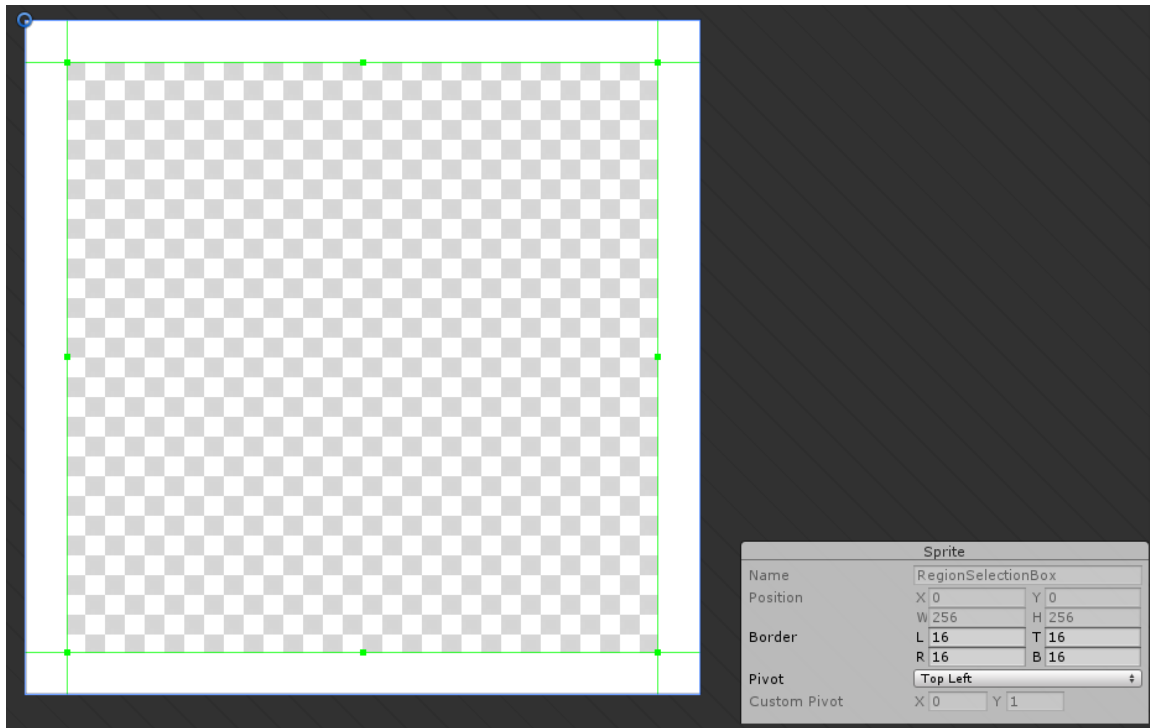 Sprite
Name RegionSelectionBox
Position X 0 Y 0
W 256 H 256
Border L 16 T 16
R 16 B 16
Pivot Top Left
Custom Pivot X 0 Y 1